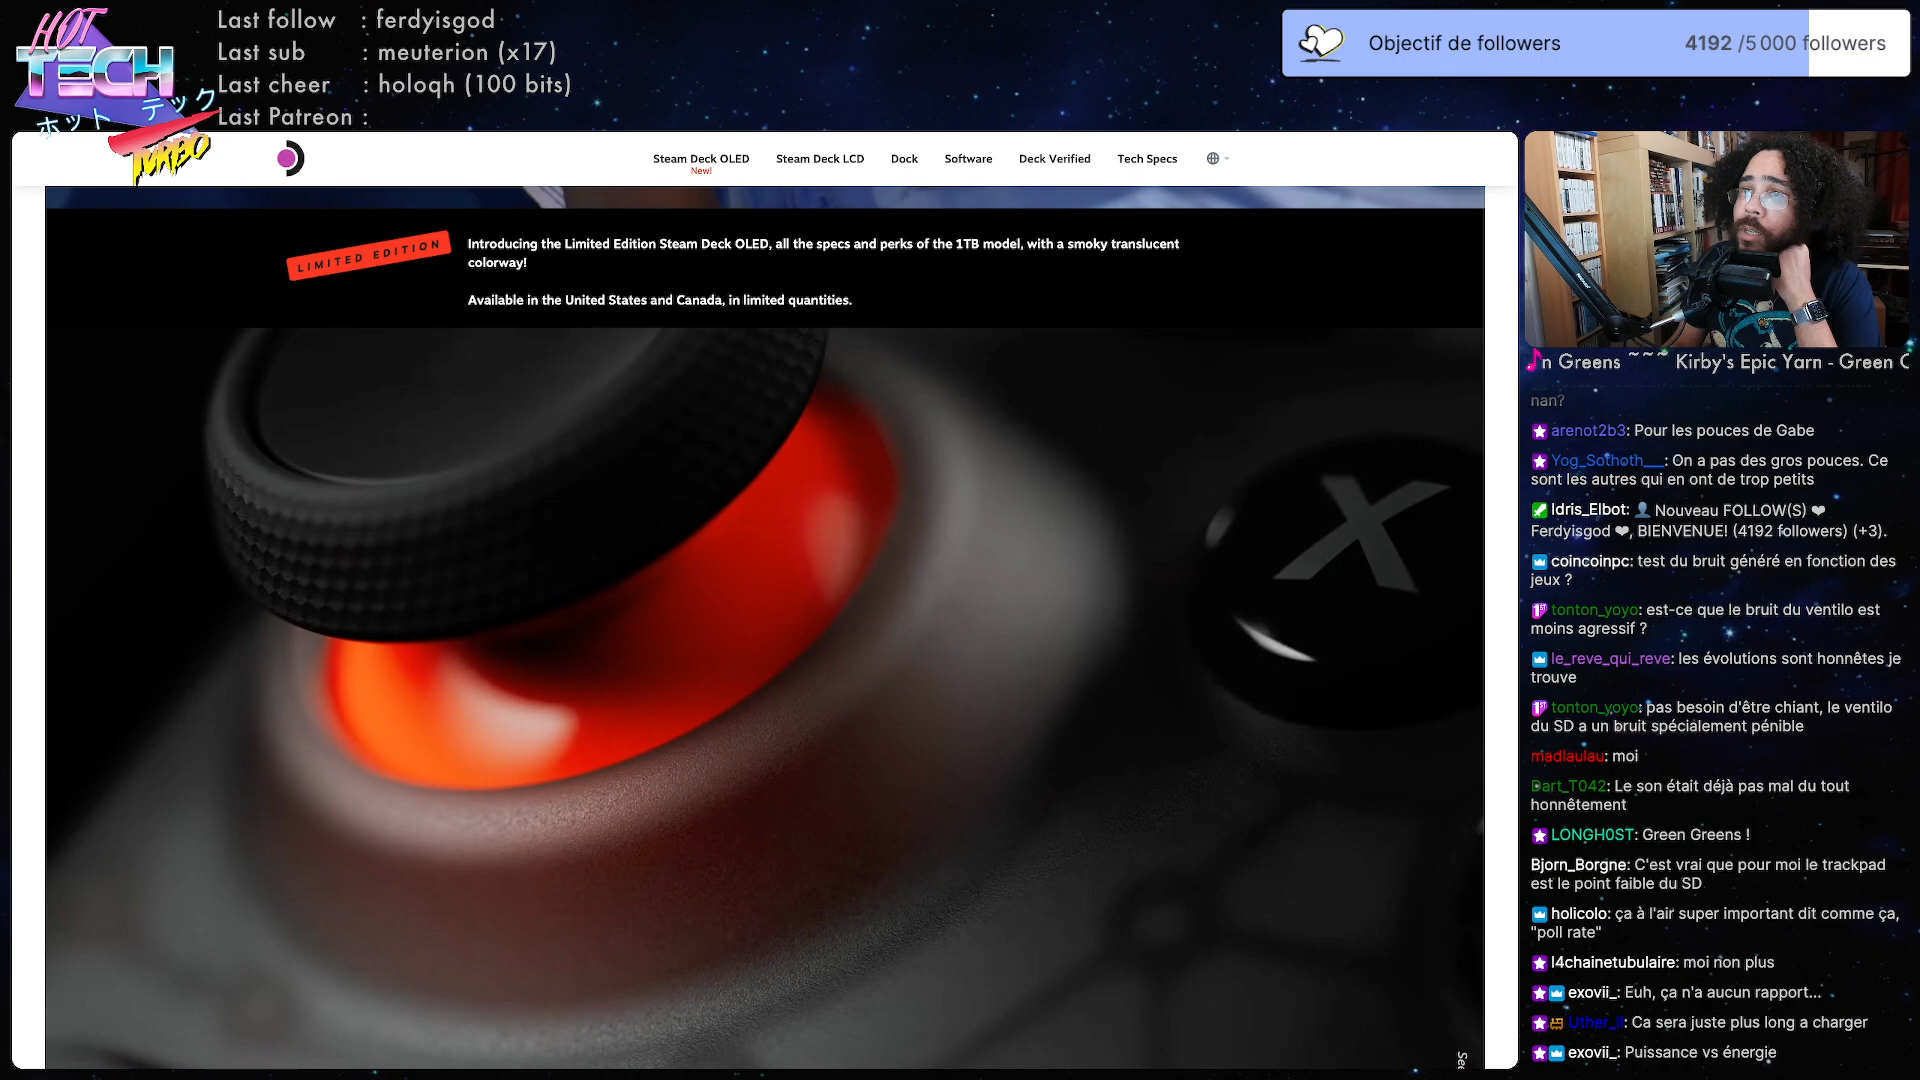 HOT
TECH
ホット テック
TURBO
Last follow : ferdyisgod
Last sub : meuterion (x17)
Last cheer : holoqh (100 bits)
Last Patreon :
Objectif de followers 4192 /5 000 followers
Steam Deck OLED Steam Deck LCD Dock Software Deck Verified Tech Specs
New!
LIMITED EDITION
Introducing the Limited Edition Steam Deck OLED, all the specs and perks of the 1TB model, with a smoky translucent
colorway!
Available in the United States and Canada, in limited quantities.
X
n Greens ~~~ Kirby's Epic Yarn - Green
nan?
arenot2b3: Pour les pouces de Gabe
Yog_Sothoth__: On a pas des gros pouces. Ce
sont les autres qui en ont de trop petits
Idris_Elbot: 👤 Nouveau FOLLOW(S) ❤
Ferdyisgod ❤, BIENVENUE! (4192 followers) (+3).
coincoinpc: test du bruit généré en fonction des
jeux ?
tonton_yoyo: est-ce que le bruit du ventilo est
moins agressif ?
le_reve_qui_reve: les évolutions sont honnêtes je
trouve
tonton_yoyo: pas besoin d'être chiant, le ventilo
du SD a un bruit spécialement pénible
madlaulau: moi
Dart_T042: Le son était déjà pas mal du tout
honnêtement
LONGH0ST: Green Greens !
Bjorn_Borgne: C'est vrai que pour moi le trackpad
est le point faible du SD
holicolo: ça à l'air super important dit comme ça,
"poll rate"
l4chainetubulaire: moi non plus
exovii_: Euh, ça n'a aucun rapport...
Ca sera juste plus long a charger
exovii_: Puissance vs énergie